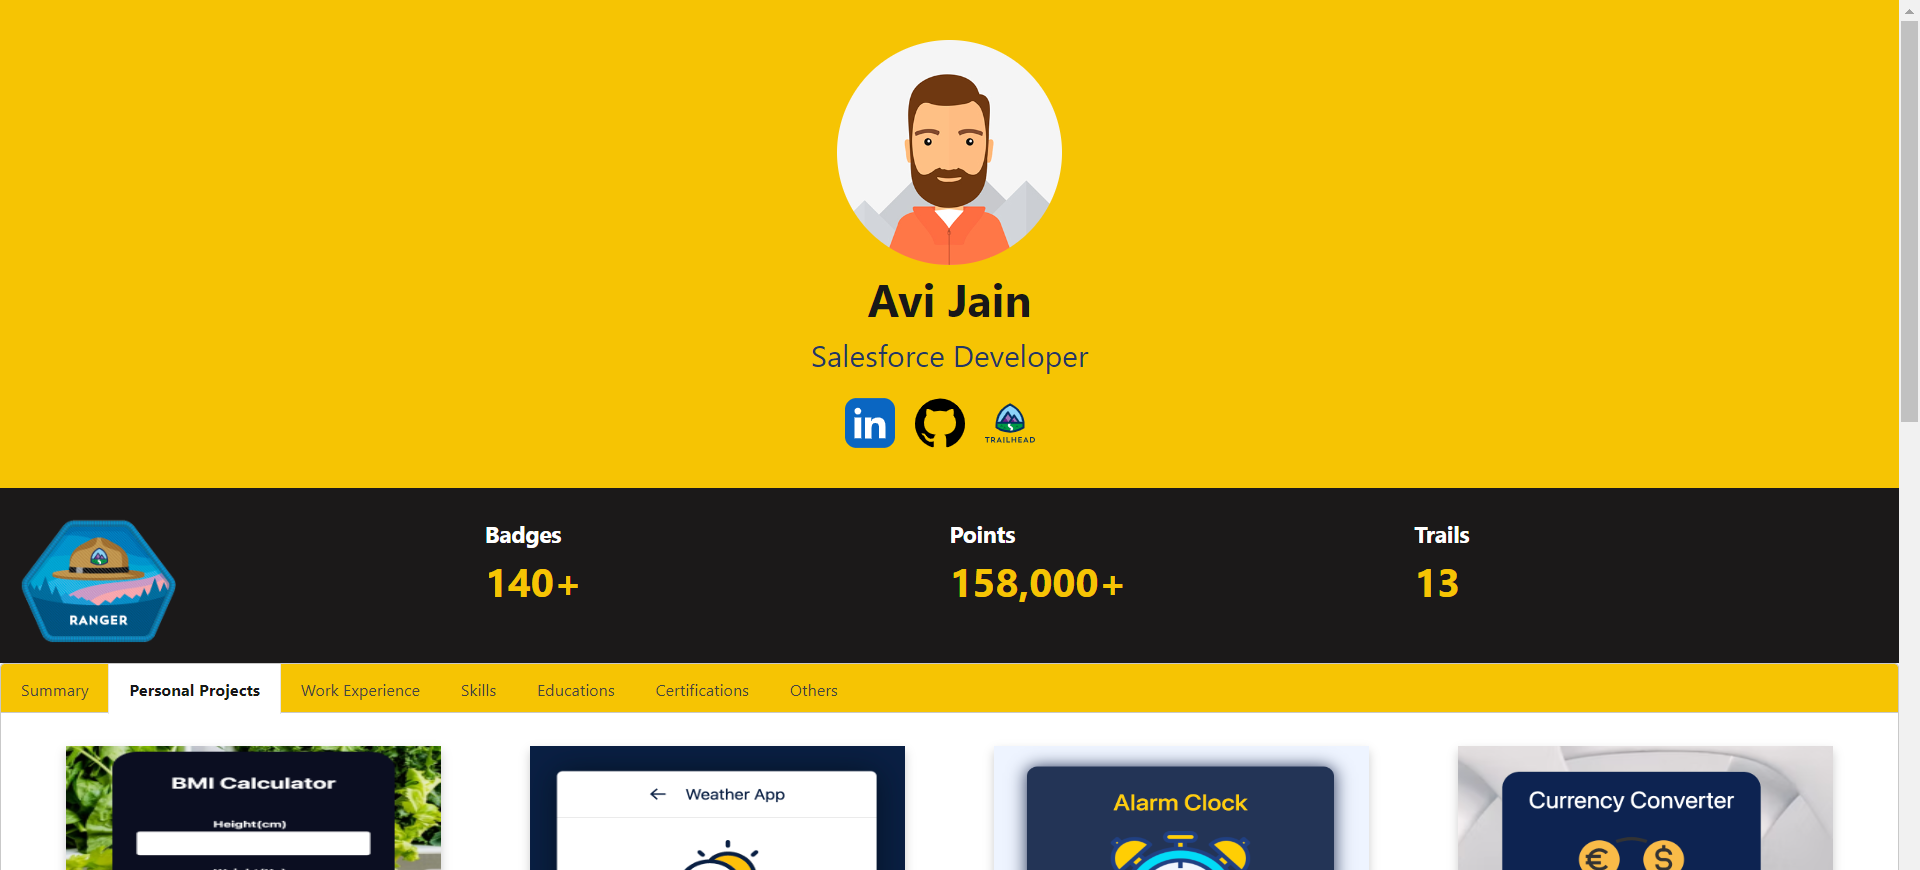 Avi Jain
Salesforce Developer
in
TRAILHEAD
RANGER
Badges
140+
Points
158,000+
Trails
13
Summary
Personal Projects
Work Experience
Skills
Educations
Certifications
Others
BMI Calculator
Height(cm)
Weather App
Alarm Clock
Currency Converter
€ $